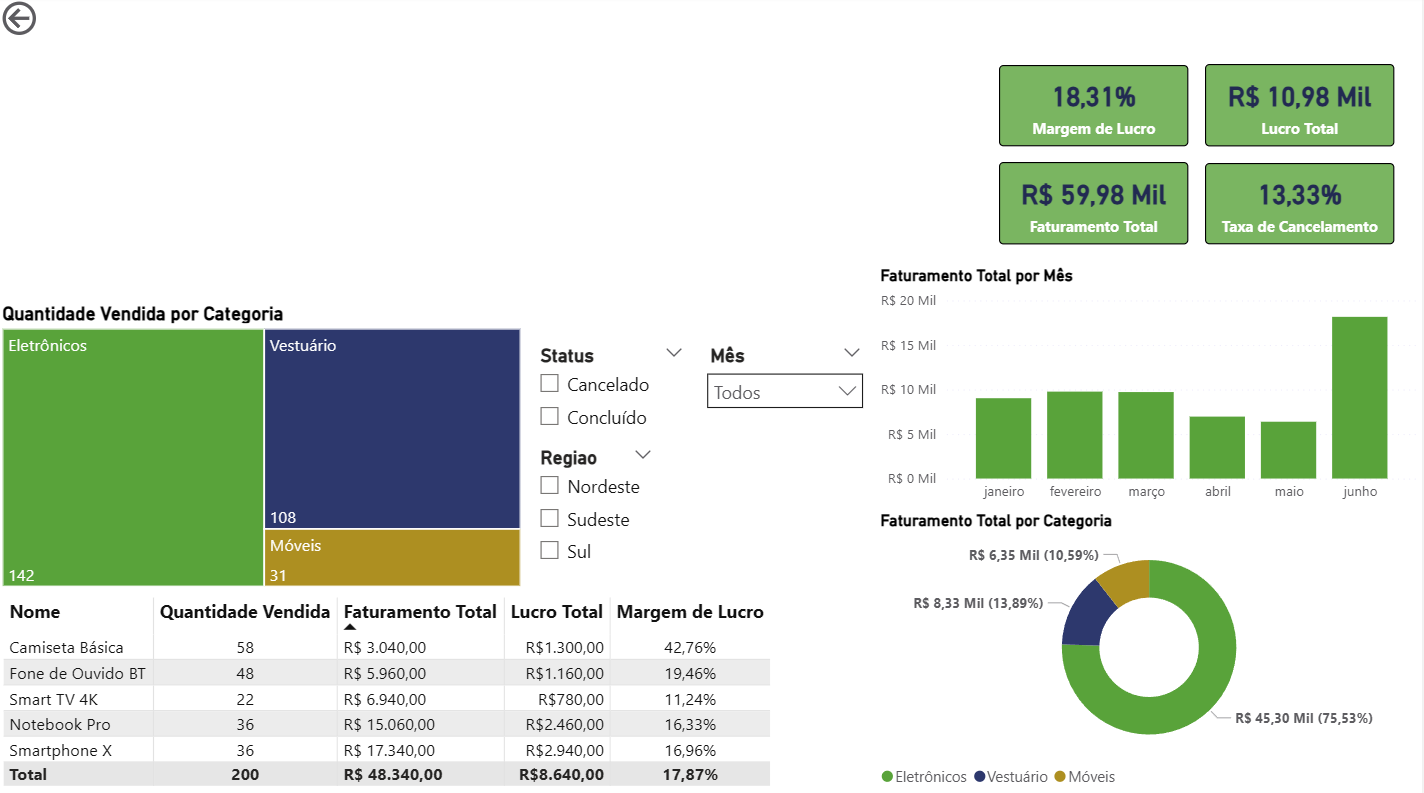 18,31%
Margem de Lucro
R$ 10,98 Mil
Lucro Total
R$ 59,98 Mil
Faturamento Total
13,33%
Taxa de Cancelamento
Quantidade Vendida por Categoria
Eletrônicos
142
Vestuário
108
Móveis
31
Status
Cancelado
Concluído
Mês
Todos
Regiao
Nordeste
Sudeste
Sul
Faturamento Total por Mês
R$ 20 Mil
R$ 15 Mil
R$ 10 Mil
R$ 5 Mil
R$ 0 Mil
janeiro fevereiro março abril maio junho
Faturamento Total por Categoria
R$ 6,35 Mil (10,59%)
R$ 8,33 Mil (13,89%)
R$ 45,30 Mil (75,53%)
Eletrônicos Vestuário Móveis
Nome Quantidade Vendida Faturamento Total Lucro Total Margem de Lucro
Camiseta Básica 58 R$ 3.040,00 R$1.300,00 42,76%
Fone de Ouvido BT 48 R$ 5.960,00 R$1.160,00 19,46%
Smart TV 4K 22 R$ 6.940,00 R$780,00 11,24%
Notebook Pro 36 R$ 15.060,00 R$2.460,00 16,33%
Smartphone X 36 R$ 17.340,00 R$2.940,00 16,96%
Total 200 R$ 48.340,00 R$8.640,00 17,87%